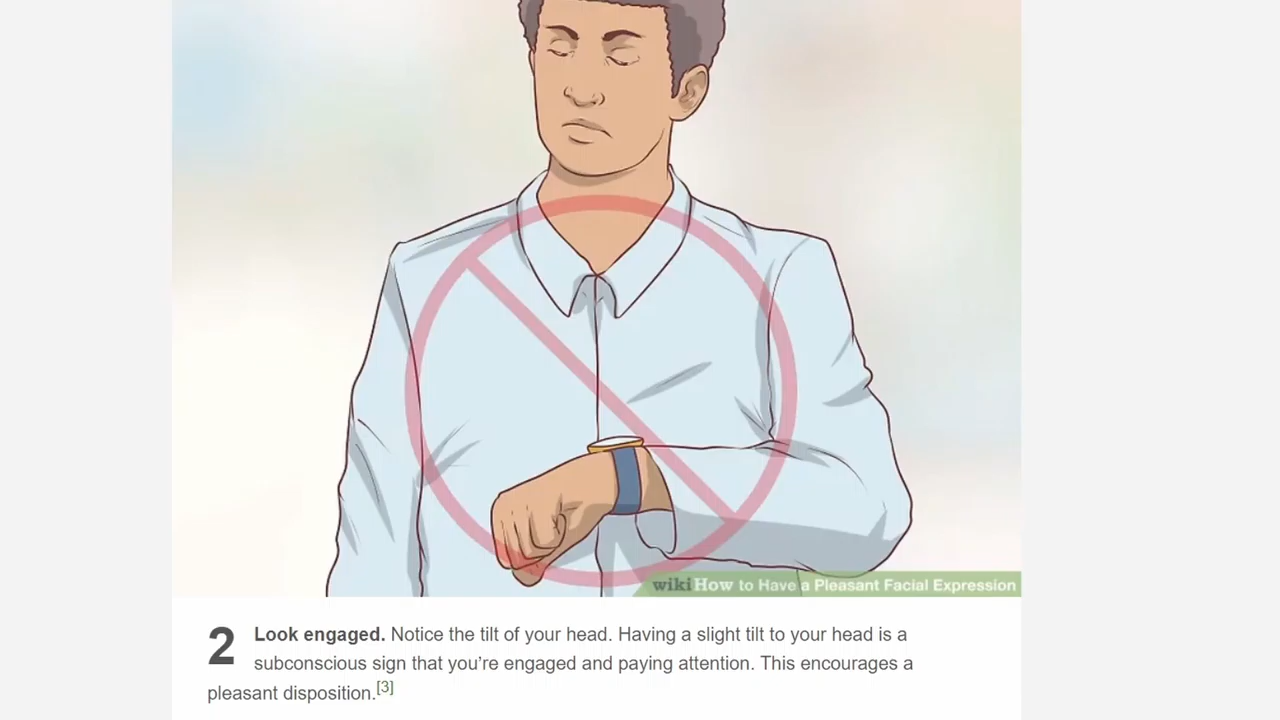 wikiHow to Have a Pleasant Facial Expression
2 Look engaged. Notice the tilt of your head. Having a slight tilt to your head is a
subconscious sign that you’re engaged and paying attention. This encourages a
pleasant disposition.[3]